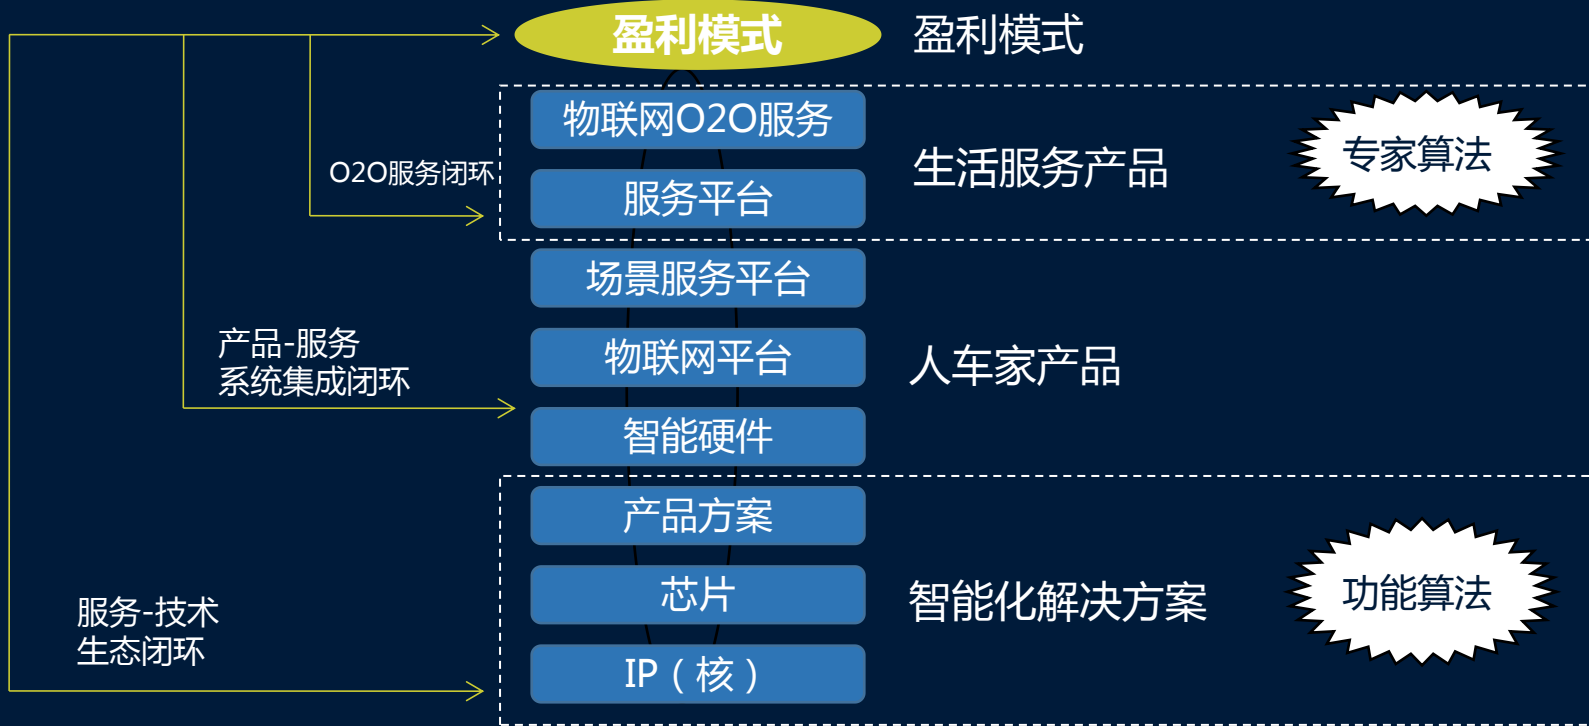 盈利模式
盈利模式
物联网O2O服务
生活服务产品
专家算法
O2O服务闭环
服务平台
场景服务平台
产品-服务
系统集成闭环
物联网平台
人车家产品
智能硬件
产品方案
服务-技术
生态闭环
芯片
智能化解决方案
功能算法
IP（核）